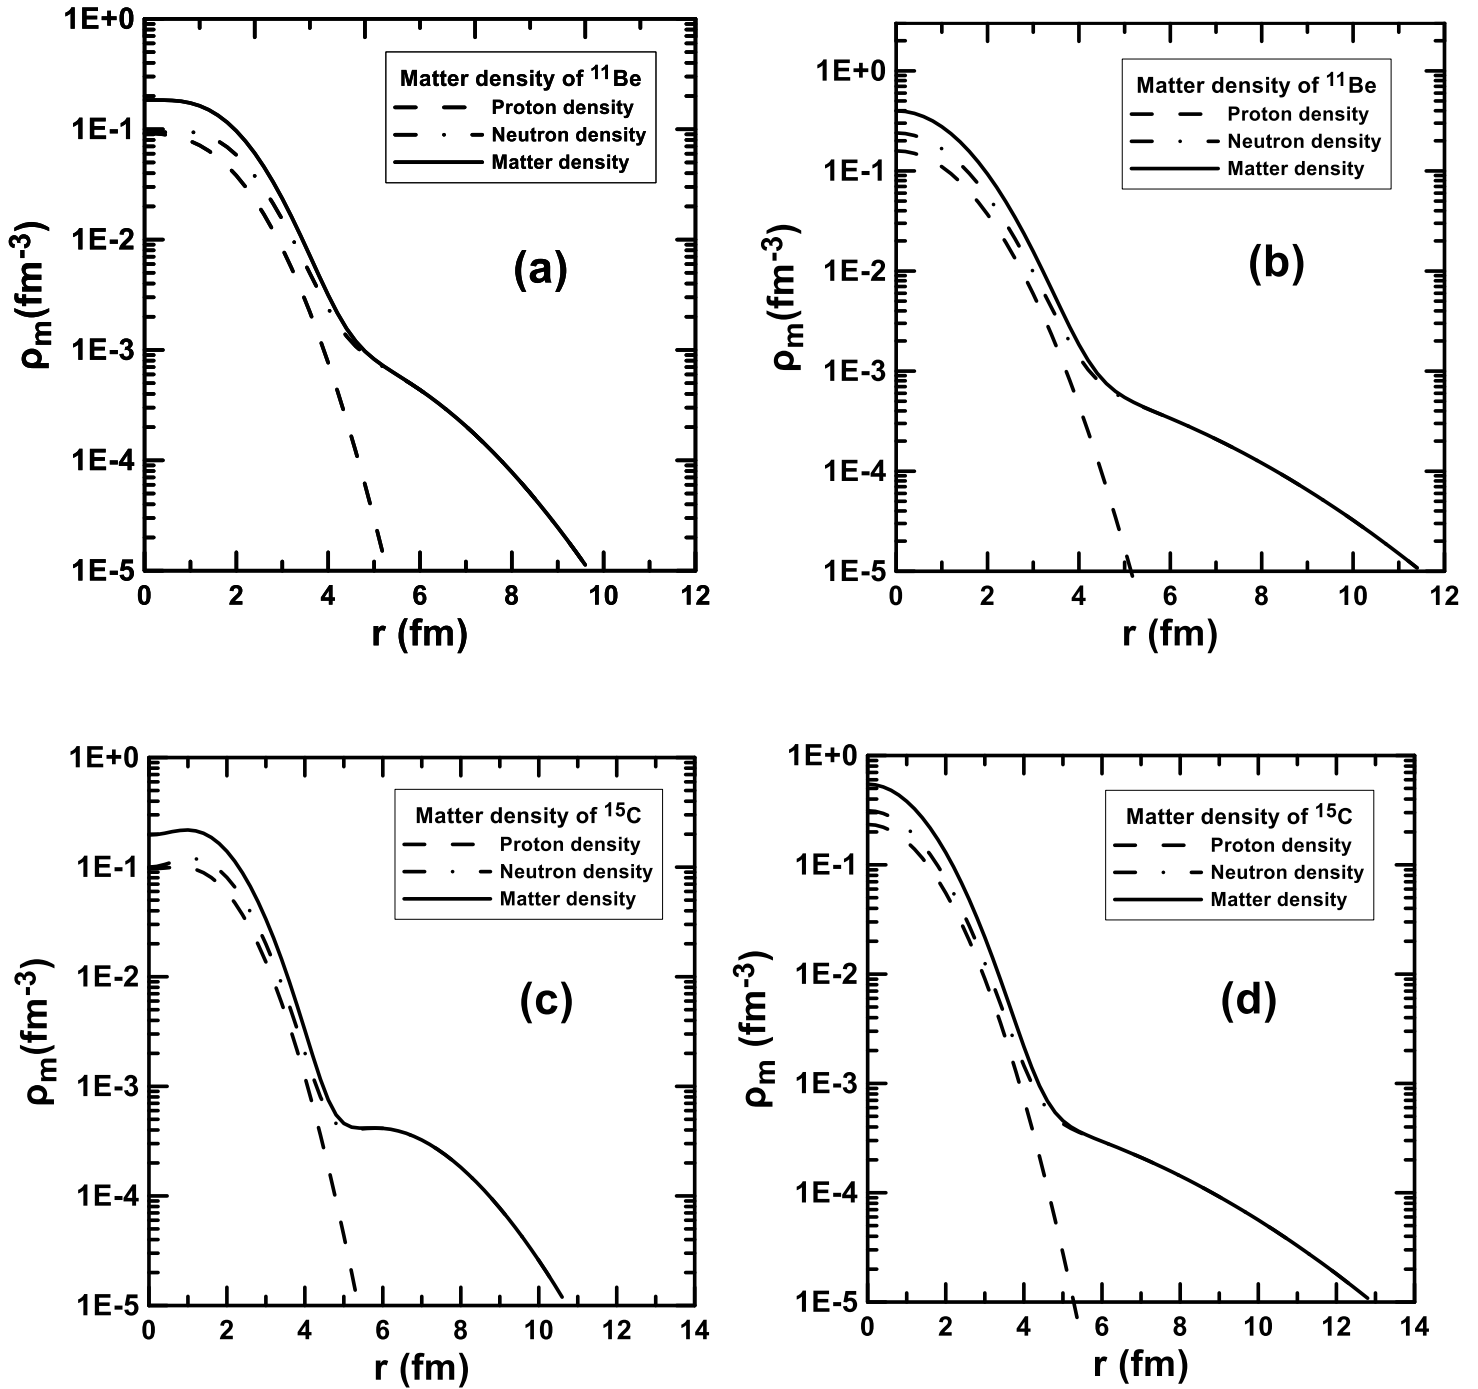 1E+0
1E-1
1E-2
1E-3
1E-4
1E-5
0 2 4 6 8 10 12
r (fm)
ρm(fm-3)
Matter density of 11Be
Proton density
Neutron density
Matter density
(a)
1E+0
1E-1
1E-2
1E-3
1E-4
1E-5
0 2 4 6 8 10 12
r (fm)
ρm(fm-3)
Matter density of 11Be
Proton density
Neutron density
Matter density
(b)
1E+0
1E-1
1E-2
1E-3
1E-4
1E-5
0 2 4 6 8 10 12 14
r (fm)
ρm(fm-3)
Matter density of 15C
Proton density
Neutron density
Matter density
(c)
1E+0
1E-1
1E-2
1E-3
1E-4
1E-5
0 2 4 6 8 10 12 14
r (fm)
ρm (fm-3)
Matter density of 15C
Proton density
Neutron density
Matter density
(d)